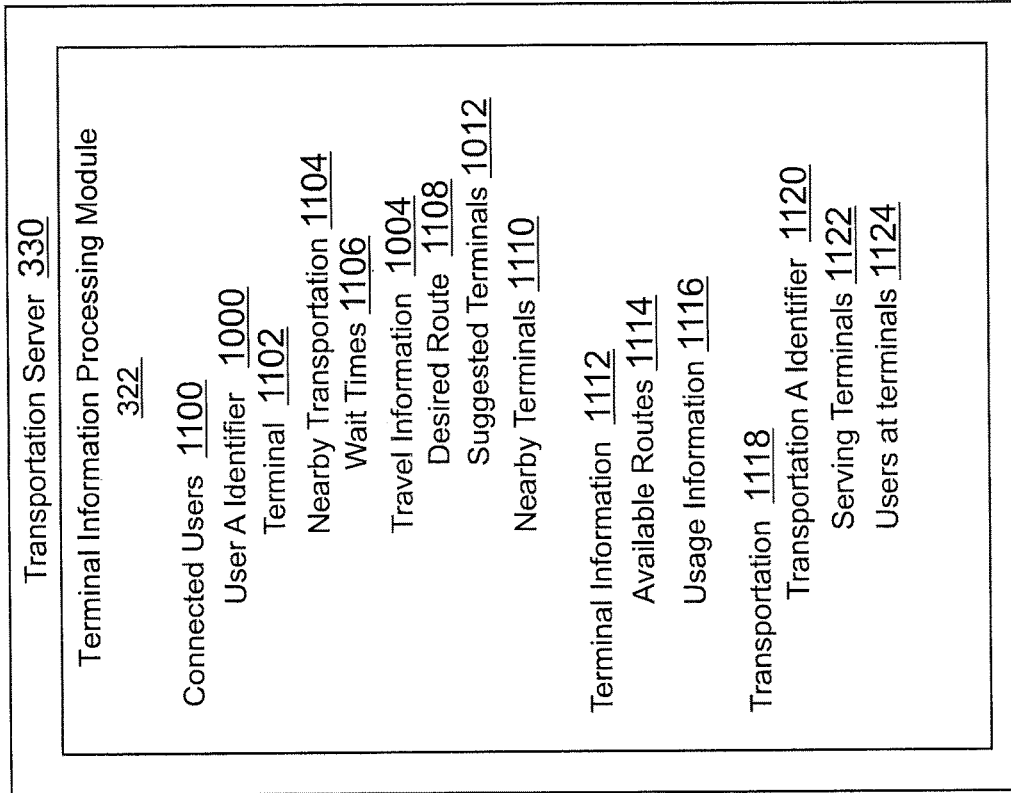 Transportation Server 330
Terminal Information Processing Module
322
Connected Users 1100
User A Identifier 1000
Terminal 1102
Nearby Transportation 1104
Wait Times 1106
Travel Information 1004
Desired Route 1108
Suggested Terminals 1012
Nearby Terminals 1110
Terminal Information 1112
Available Routes 1114
Usage Information 1116
Transportation 1118
Transportation A Identifier 1120
Serving Terminals 1122
Users at terminals 1124